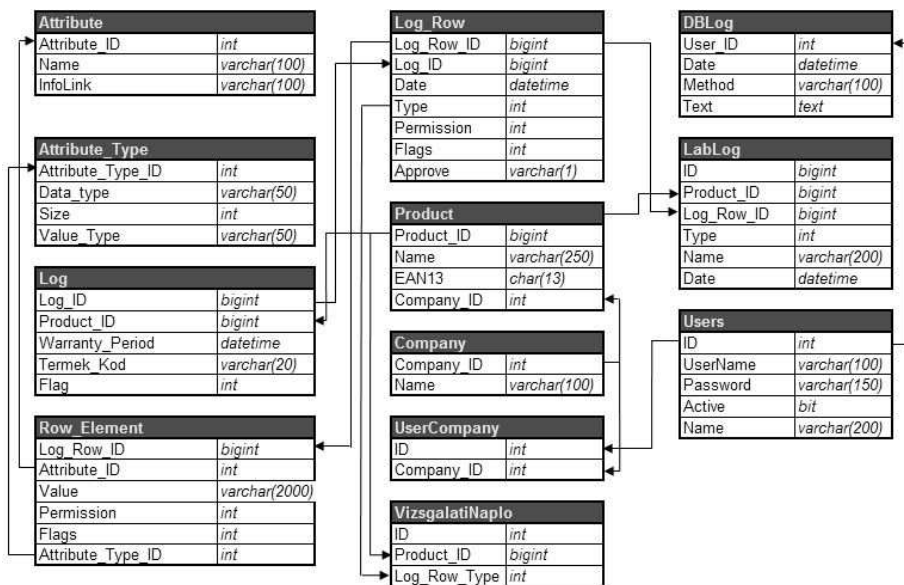 Attribute
Attribute_ID int
Name varchar(100)
InfoLink varchar(100)
Attribute_Type
Attribute_Type_ID int
Data_type varchar(50)
Size int
Value_Type varchar(50)
Log
Log_ID bigint
Product_ID bigint
Warranty_Period datetime
Termek_Kod varchar(20)
Flag int
Row_Element
Log_Row_ID bigint
Attribute_ID int
Value varchar(2000)
Permission int
Flags int
Attribute_Type_ID int
Log_Row
Log_Row_ID bigint
Log_ID bigint
Date datetime
Type int
Permission int
Flags int
Approve varchar(1)
Product
Product_ID bigint
Name varchar(250)
EAN13 char(13)
Company_ID int
Company
Company_ID int
Name varchar(100)
UserCompany
ID int
Company_ID int
VizsgalatiNaplo
ID int
Product_ID bigint
Log_Row_Type int
DBLog
User_ID int
Date datetime
Method varchar(100)
Text text
LabLog
ID bigint
Product_ID bigint
Log_Row_ID bigint
Type int
Name varchar(200)
Date datetime
Users
ID int
UserName varchar(100)
Password varchar(150)
Active bit
Name varchar(200)